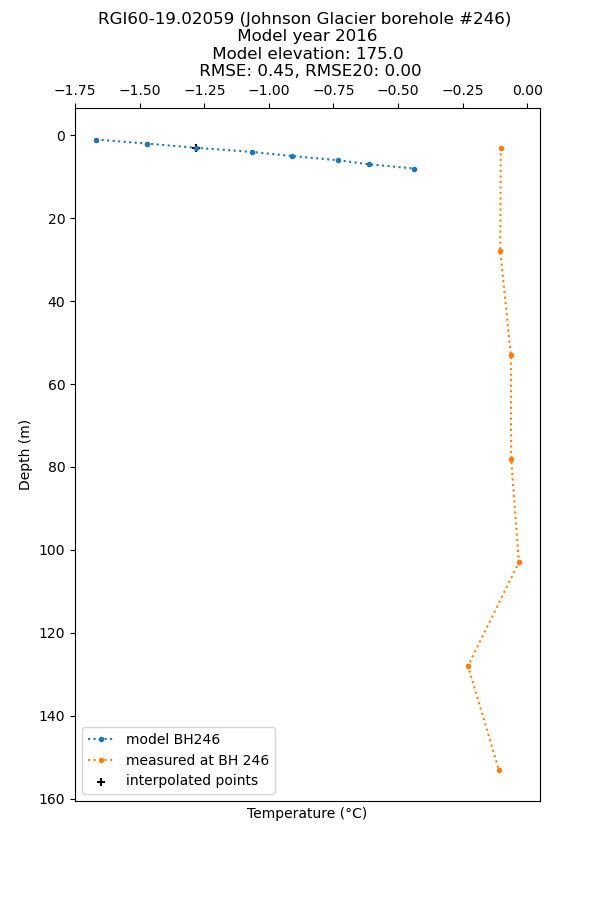 RGI60-19.02059 (Johnson Glacier borehole #246)
Model year 2016
Model elevation: 175.0
RMSE: 0.45, RMSE20: 0.00
−1.75 −1.50 −1.25 −1.00 −0.75 −0.50 −0.25 0.00
0
20
40
60
80
100
120
140
160
Depth (m)
model BH246
measured at BH 246
interpolated points
Temperature (°C)